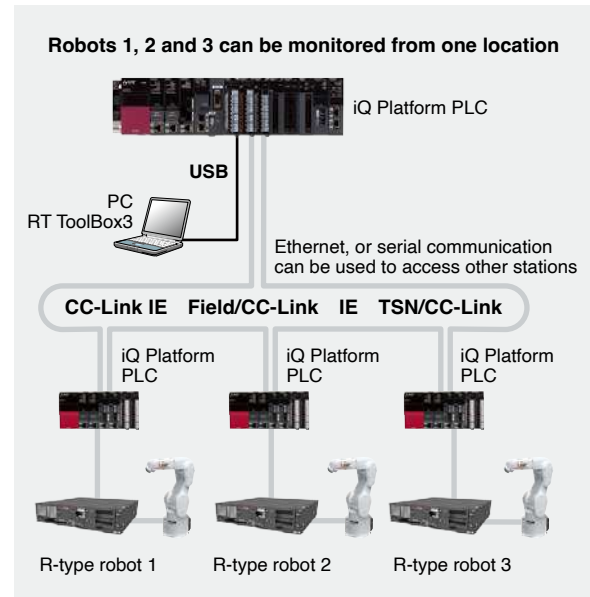 Robots 1, 2 and 3 can be monitored from one location
iQ Platform PLC
USB
PC
RT ToolBox3
Ethernet, or serial communication
can be used to access other stations
CC-Link IE Field/CC-Link IE TSN/CC-Link
iQ Platform
PLC
iQ Platform
PLC
iQ Platform
PLC
R-type robot 1
R-type robot 2
R-type robot 3